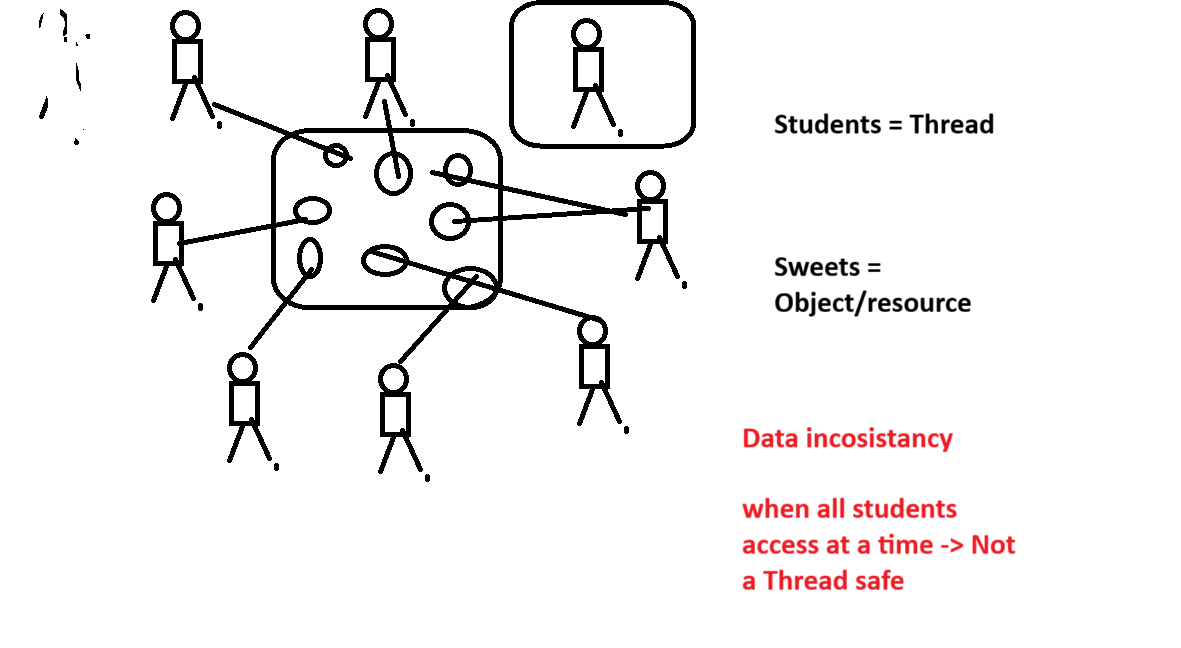 Students = Thread
Sweets =
Object/resource
Data incosistancy
when all students
access at a time -> Not
a Thread safe